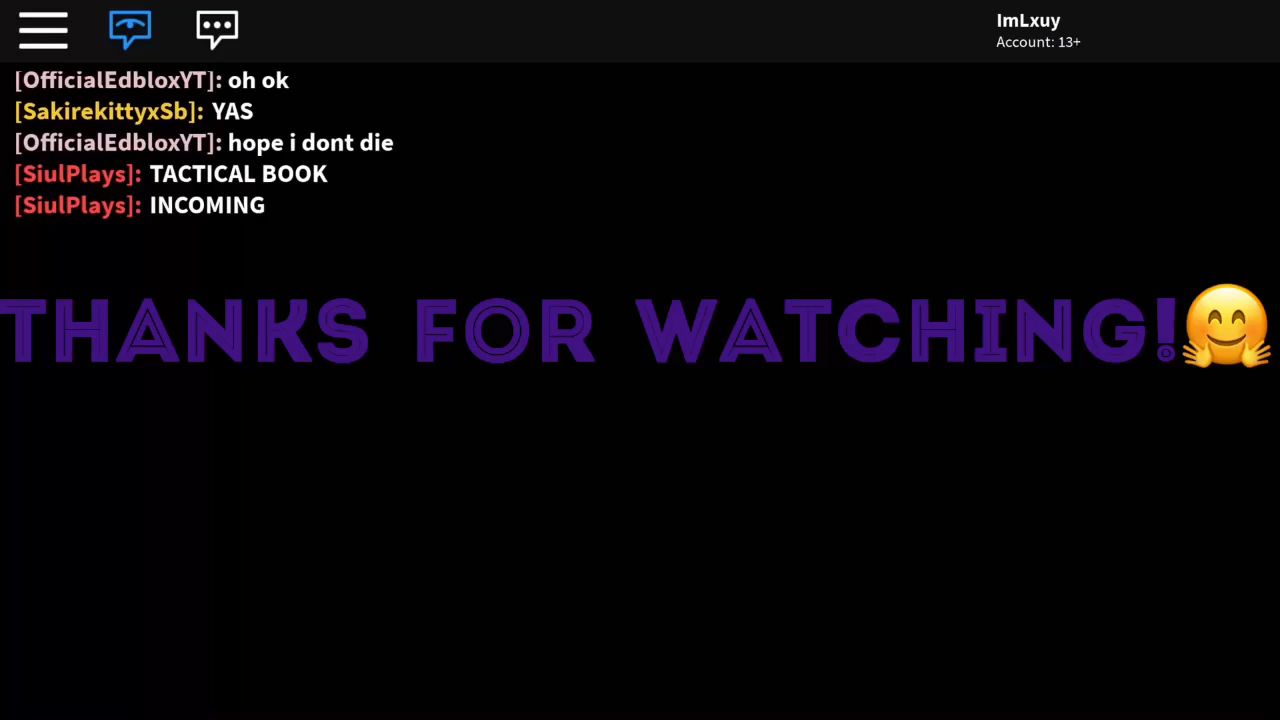 ImLxuy
Account: 13+
[OfficialEdbloxYT]: oh ok
[SakirekittyxSb]: YAS
[OfficialEdbloxYT]: hope i dont die
[SiulPlays]: TACTICAL BOOK
[SiulPlays]: INCOMING
THANKS FOR WATCHING!🤗